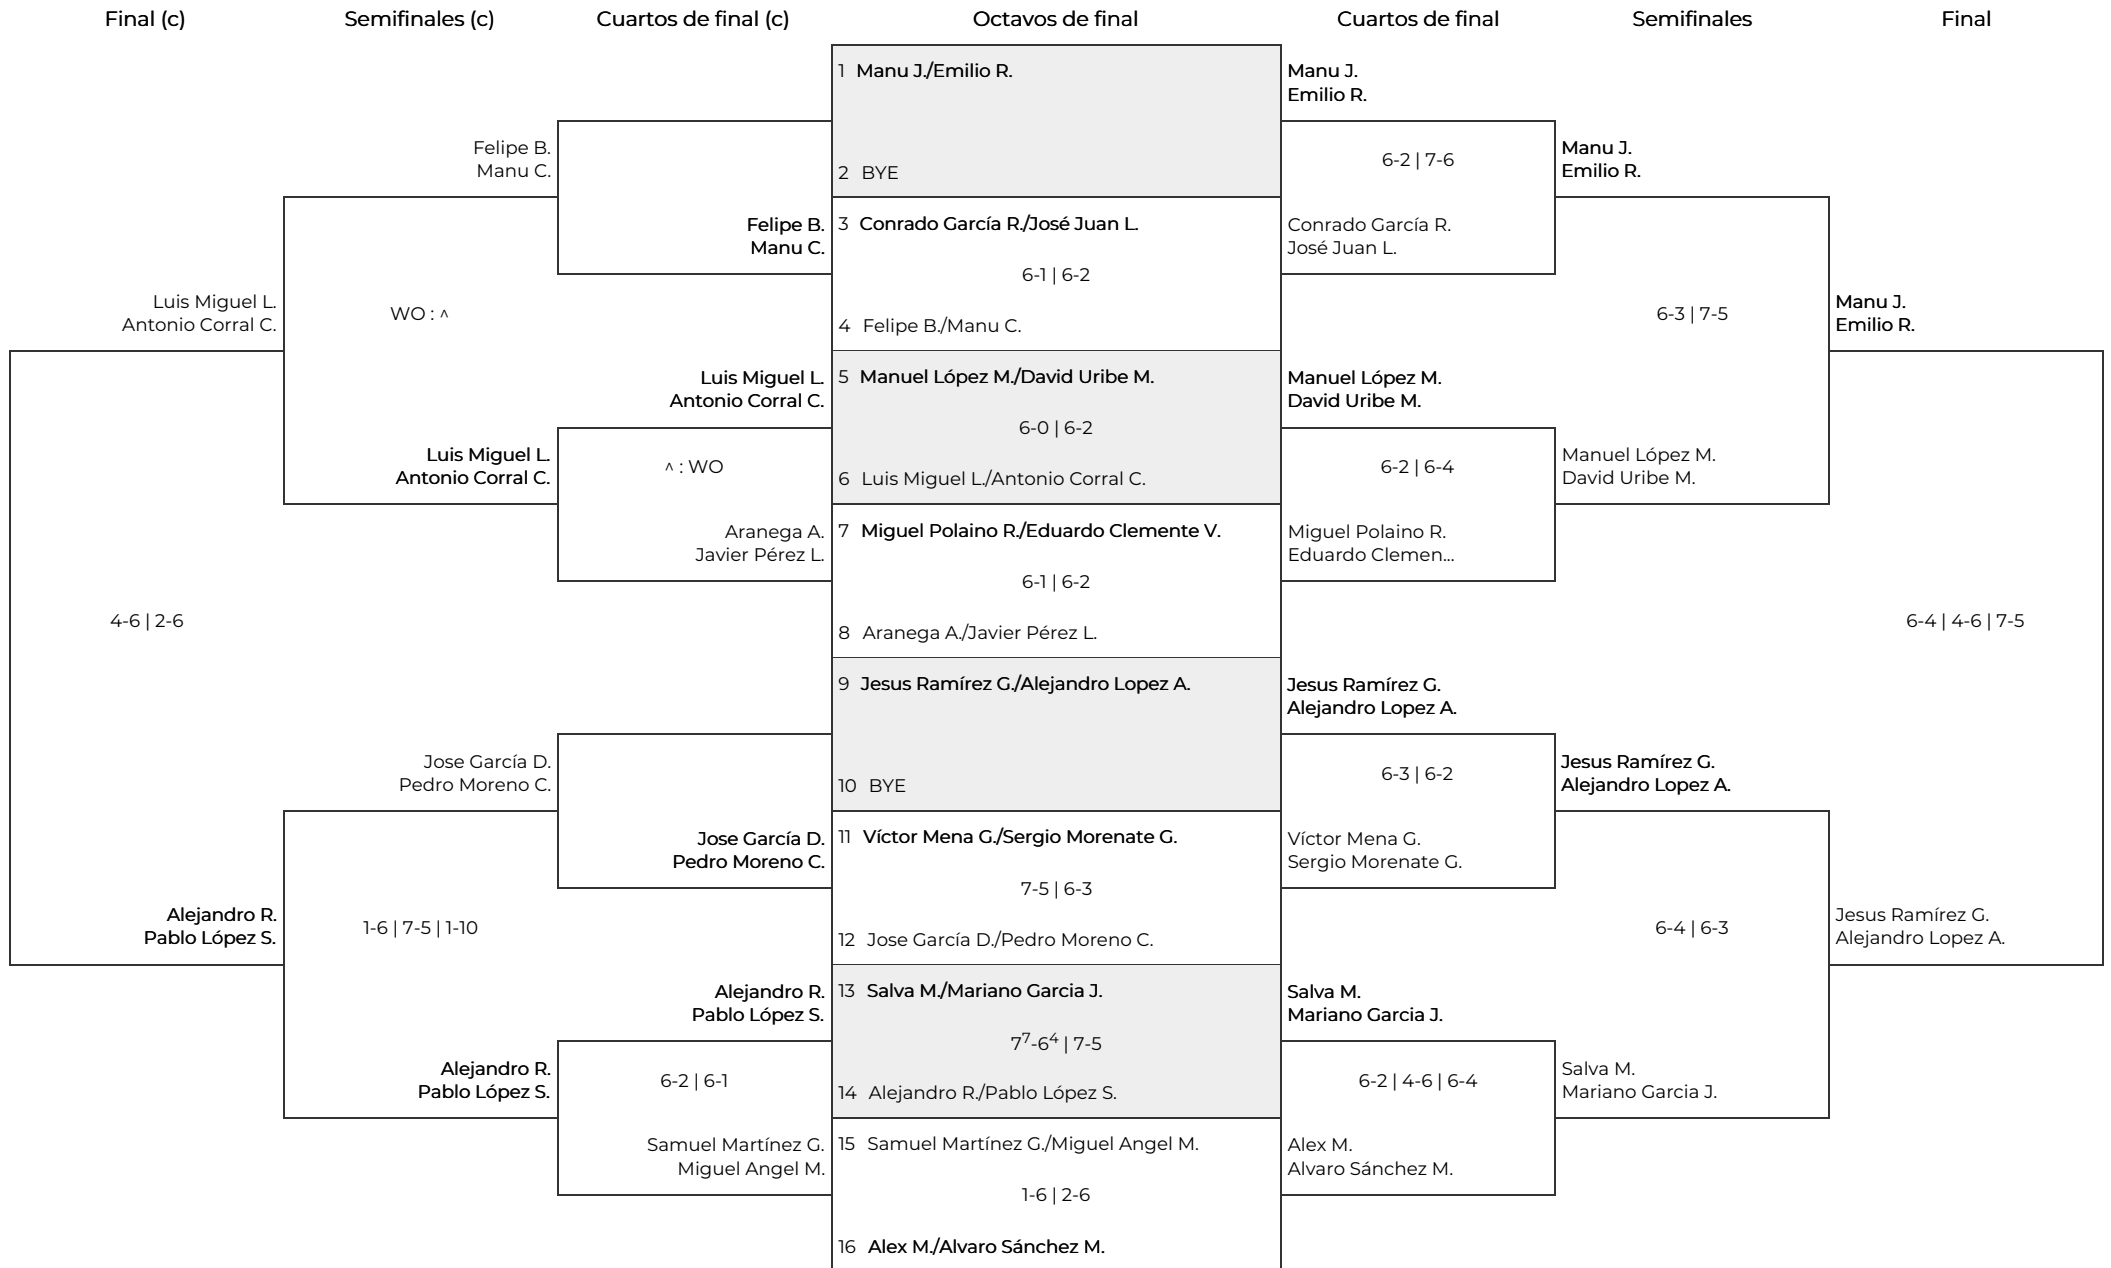 Final (c)
Semifinales (c)
Cuartos de final (c)
Octavos de final
Cuartos de final
Semifinales
Final
Luis Miguel L.
Antonio Corral C.
4-6 | 2-6
Alejandro R.
Pablo López S.
Felipe B.
Manu C.
WO : ^
Luis Miguel L.
Antonio Corral C.
Jose García D.
Pedro Moreno C.
1-6 | 7-5 | 1-10
Alejandro R.
Pablo López S.
Felipe B.
Manu C.
Luis Miguel L.
Antonio Corral C.
^ : WO
Aranega A.
Javier Pérez L.
Jose García D.
Pedro Moreno C.
Alejandro R.
Pablo López S.
6-2 | 6-1
Samuel Martínez G.
Miguel Angel M.
1 Manu J./Emilio R.
2 BYE
3 Conrado García R./José Juan L.
6-1 | 6-2
4 Felipe B./Manu C.
5 Manuel López M./David Uribe M.
6-0 | 6-2
6 Luis Miguel L./Antonio Corral C.
7 Miguel Polaino R./Eduardo Clemente V.
6-1 | 6-2
8 Aranega A./Javier Pérez L.
9 Jesus Ramírez G./Alejandro Lopez A.
10 BYE
11 Víctor Mena G./Sergio Morenate G.
7-5 | 6-3
12 Jose García D./Pedro Moreno C.
13 Salva M./Mariano Garcia J.
7⁷-6⁴ | 7-5
14 Alejandro R./Pablo López S.
15 Samuel Martínez G./Miguel Angel M.
1-6 | 2-6
16 Alex M./Alvaro Sánchez M.
Manu J.
Emilio R.
6-2 | 7-6
Conrado García R.
José Juan L.
Manuel López M.
David Uribe M.
6-2 | 6-4
Miguel Polaino R.
Eduardo Clemen...
Jesus Ramírez G.
Alejandro Lopez A.
6-3 | 6-2
Víctor Mena G.
Sergio Morenate G.
Salva M.
Mariano Garcia J.
6-2 | 4-6 | 6-4
Alex M.
Alvaro Sánchez M.
Manu J.
Emilio R.
6-3 | 7-5
Manuel López M.
David Uribe M.
Jesus Ramírez G.
Alejandro Lopez A.
6-4 | 6-3
Salva M.
Mariano Garcia J.
Manu J.
Emilio R.
6-4 | 4-6 | 7-5
Jesus Ramírez G.
Alejandro Lopez A.